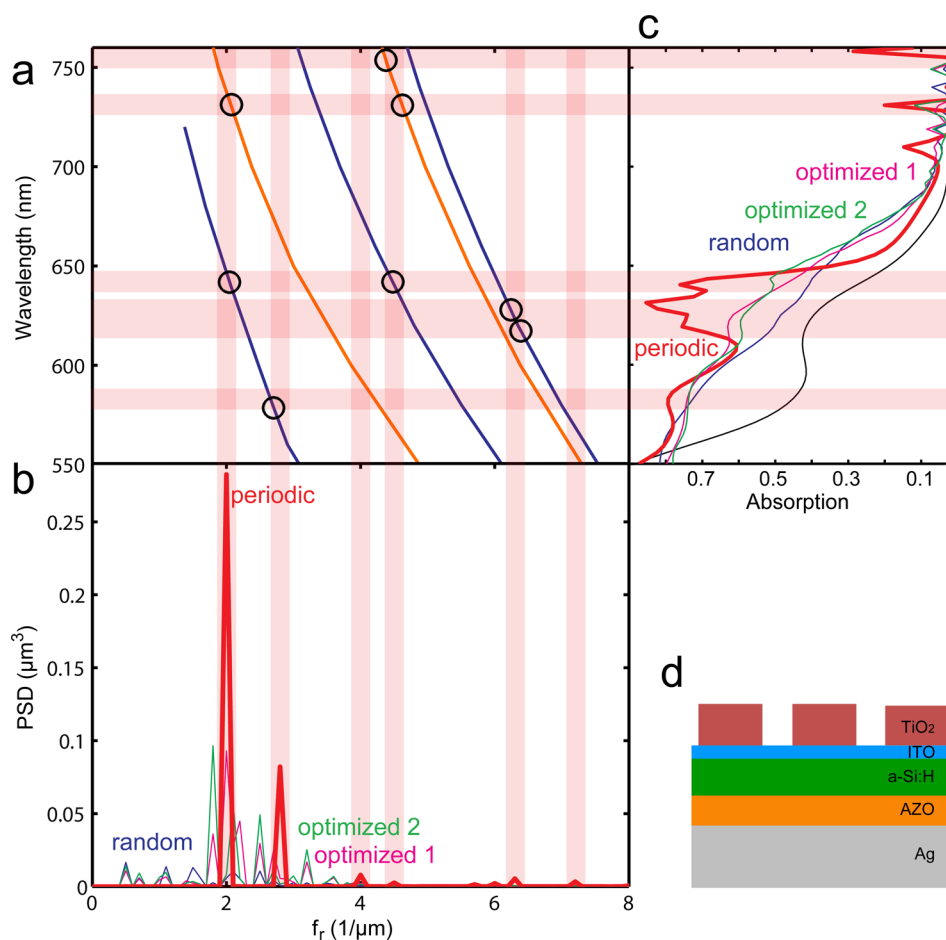 a
750
700
650
600
550
Wavelength (nm)
c
optimized 1
optimized 2
random
periodic
0.7
0.5
0.3
0.1
Absorption
b
periodic
0.25
0.2
0.15
0.1
0.05
0
PSD (µm³)
random
optimized 2
optimized 1
0
2
4
6
8
fr (1/µm)
d
TiO₂
ITO
a-Si:H
AZO
Ag